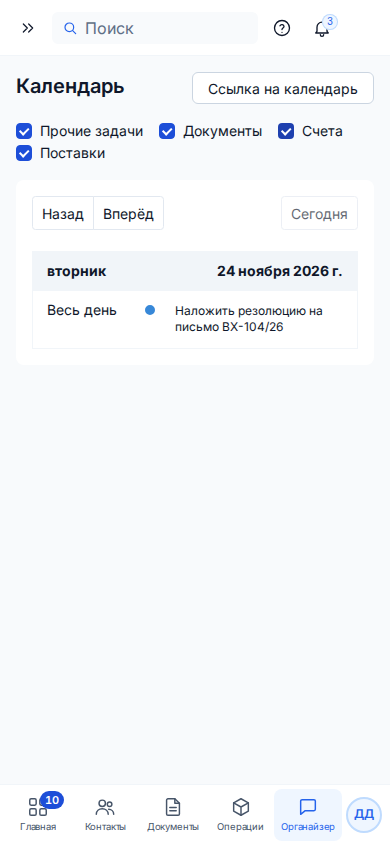 Поиск
3
Календарь
Ссылка на календарь
Прочие задачи Документы Счета
Поставки
Назад Вперёд Сегодня
вторник 24 ноября 2026 г.
Весь день Наложить резолюцию на
письмо ВХ-104/26
10
Главная Контакты Документы Операции Органайзер ДД